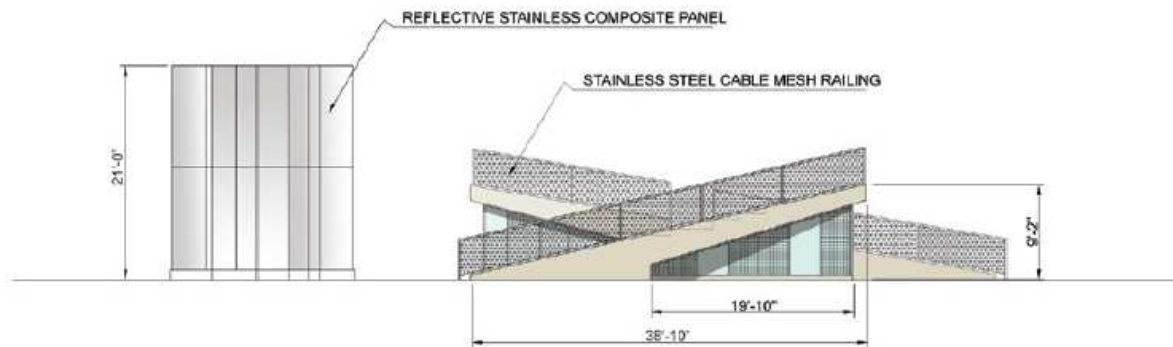 REFLECTIVE STAINLESS COMPOSITE PANEL
STAINLESS STEEL CABLE MESH RAILING
21'-0"
9'-2"
19'-10"
38'-10"